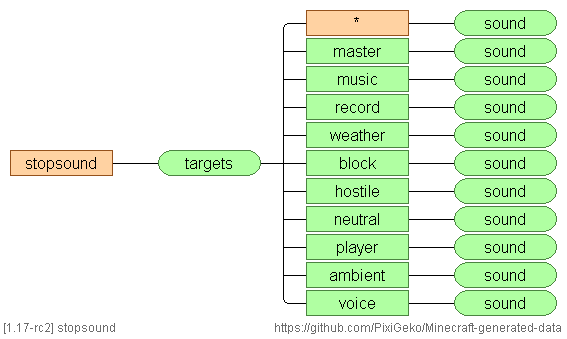 * sound
master sound
music sound
record sound
weather sound
stopsound targets block sound
hostile sound
neutral sound
player sound
ambient sound
voice sound
[1.17-rc2] stopsound https://github.com/PixiGeko/Minecraft-generated-data